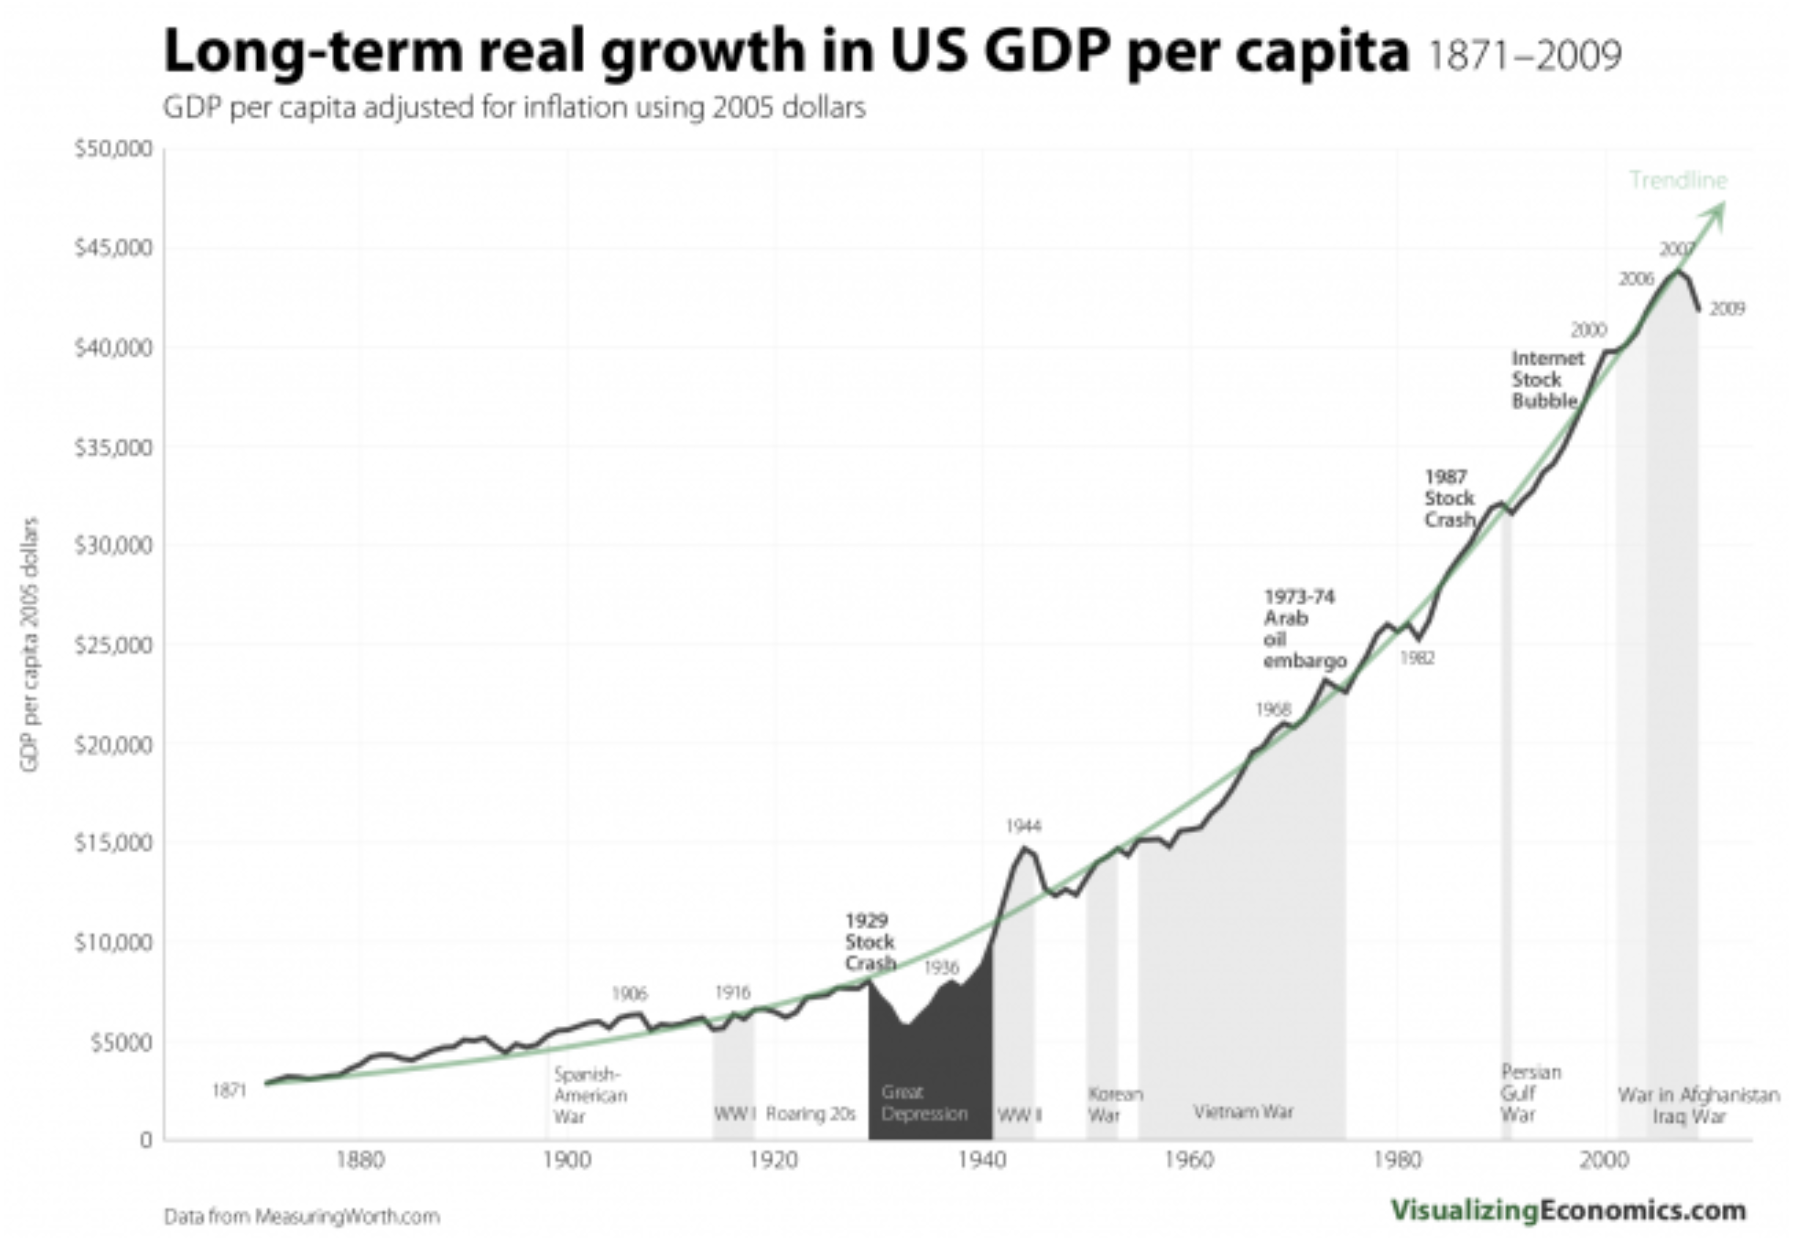 Long-term real growth in US GDP per capita 1871–2009
GDP per capita adjusted for inflation using 2005 dollars
$50,000
$45,000
$40,000
$35,000
$30,000
$25,000
$20,000
$15,000
$10,000
$5000
0
GDP per capita 2005 dollars
Trendline
2007
2006
2009
2000
Internet
Stock
Bubble
1987
Stock
Crash
1973-74
Arab
oil
embargo
1982
1968
1944
1929
Stock
Crash
1936
1906
1916
1871
Spanish-
American
War
WW I
Roaring 20s
Great
Depression
WW II
Korean
War
Vietnam War
Persian
Gulf
War
War in Afghanistan
Iraq War
1880
1900
1920
1940
1960
1980
2000
Data from MeasuringWorth.com
VisualizingEconomics.com